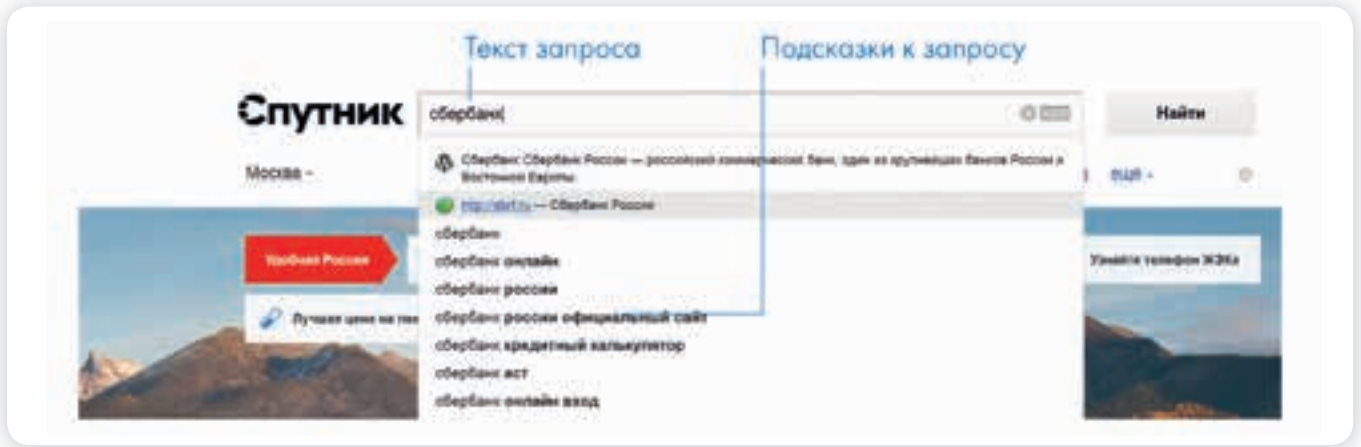 Текст запроса Подсказки к запросу
Спутник сбербанк Найти
Москва
Сбербанк Сбербанк России — российский коммерческий банк, один из крупнейших банков России и
Восточной Европы.
ещё
— Сбербанк России
сбербанк
Удобная Россия
Узнайте телефон ЖЭКа
сбербанк онлайн
сбербанк россии
Лучшая цена на
сбербанк россии официальный сайт
сбербанк кредитный калькулятор
сбербанк аст
сбербанк онлайн вход